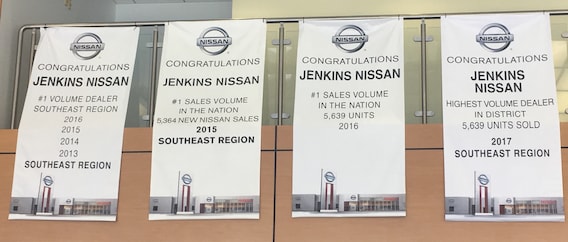 NISSAN
CONGRATULATIONS
JENKINS NISSAN
#1 VOLUME DEALER
SOUTHEAST REGION
2016
2015
2014
2013
SOUTHEAST REGION
NISSAN
CONGRATULATIONS
JENKINS NISSAN
#1 SALES VOLUME
IN THE NATION
5,364 NEW NISSAN SALES
2015
SOUTHEAST REGION
NISSAN
CONGRATULATIONS
JENKINS NISSAN
#1 SALES VOLUME
IN THE NATION
5,639 UNITS
2016
NISSAN
CONGRATULATIONS
JENKINS
NISSAN
HIGHEST VOLUME DEALER
IN DISTRICT
5,639 UNITS SOLD
2017
SOUTHEAST REGION